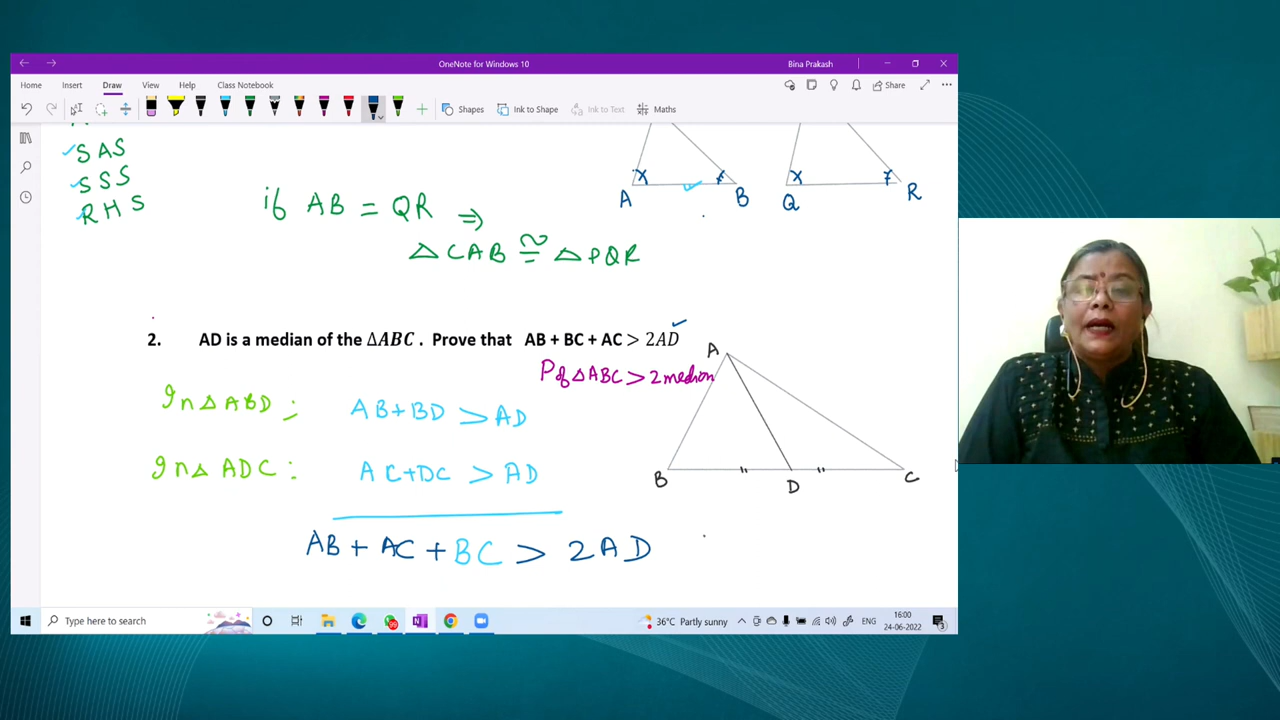 OneNote for Windows 10
Bina Prakash
Home Insert Draw View Help Class Notebook
Share
Shapes Ink to Shape Ink to Text Maths
SAS
SSS
RHS
A B Q R
if AB = QR ⇒
△CAB ≅ △PQR
2. AD is a median of the ΔABC . Prove that AB + BC + AC > 2AD
P of △ABC > 2 median
A
In △ABD : AB+BD > AD
In △ADC : AC+DC > AD
B D C
AB + AC + BC > 2AD
Type here to search
99
36°C Partly sunny
ENG
16:00
24-06-2022
3